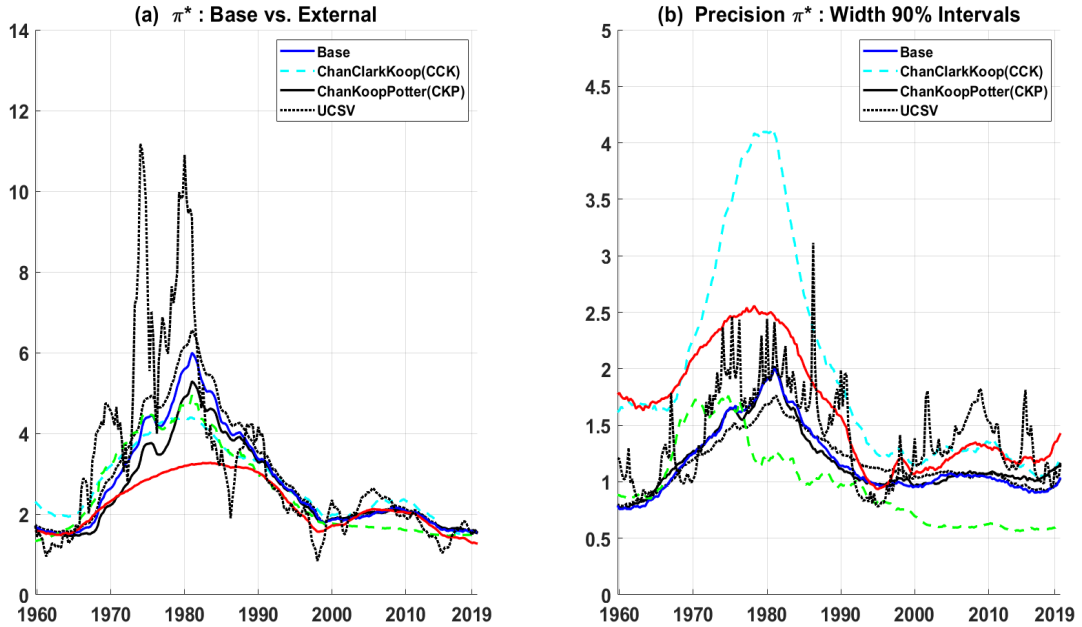 (a) π* : Base vs. External
14
12
10
8
6
4
2
0
1960 1970 1980 1990 2000 2010 2019
Base
ChanClarkKoop(CCK)
ChanKoopPotter(CKP)
UCSV
(b) Precision π* : Width 90% Intervals
5
4.5
4
3.5
3
2.5
2
1.5
1
0.5
0
1960 1970 1980 1990 2000 2010 2019
Base
ChanClarkKoop(CCK)
ChanKoopPotter(CKP)
UCSV